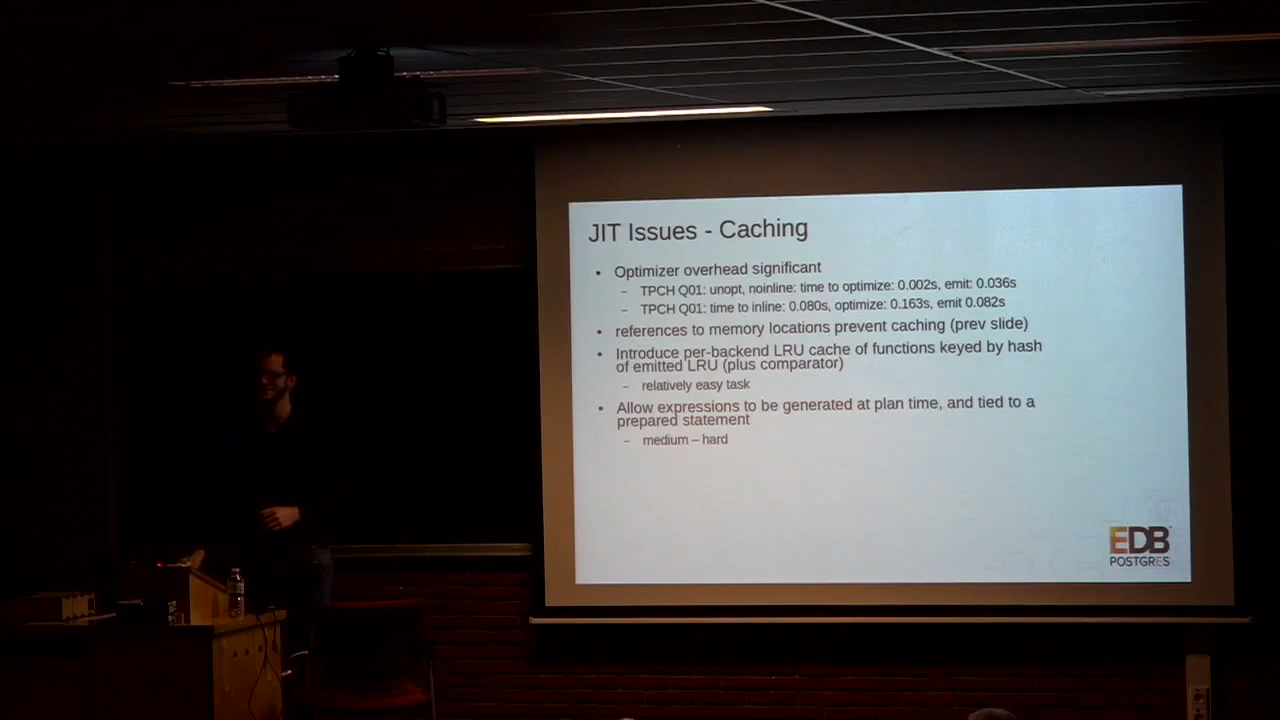 JIT Issues - Caching
• Optimizer overhead significant
– TPCH Q01: unopt, noinline: time to optimize: 0.002s, emit: 0.036s
– TPCH Q01: time to inline: 0.080s, optimize: 0.163s, emit 0.082s
• references to memory locations prevent caching (prev slide)
• Introduce per-backend LRU cache of functions keyed by hash
of emitted LRU (plus comparator)
– relatively easy task
• Allow expressions to be generated at plan time, and tied to a
prepared statement
– medium – hard
EDB
POSTGRES